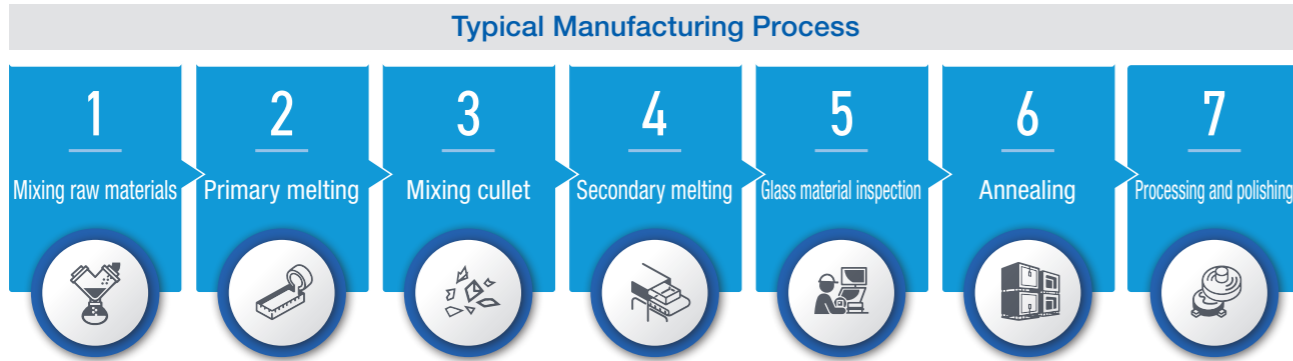 Typical Manufacturing Process
1
Mixing raw materials
2
Primary melting
3
Mixing cullet
4
Secondary melting
5
Glass material inspection
6
Annealing
7
Processing and polishing